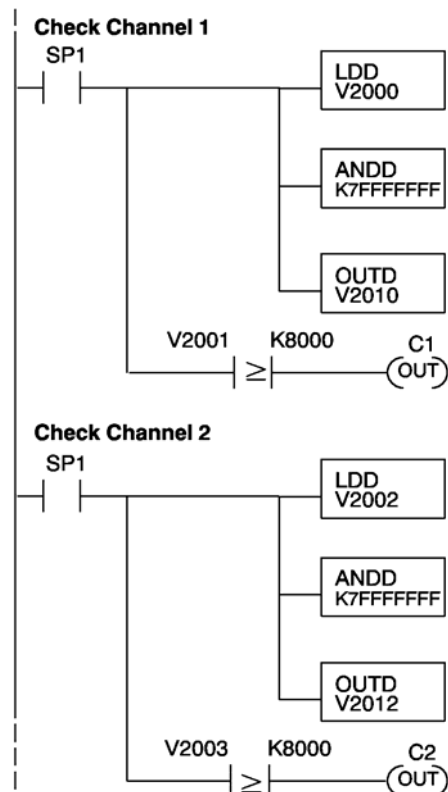 Check Channel 1
SP1
LDD
V2000
ANDD
K7FFFFFFF
OUTD
V2010
V2001 ≥ K8000 C1
OUT
Check Channel 2
SP1
LDD
V2002
ANDD
K7FFFFFFF
OUTD
V2012
V2003 ≥ K8000 C2
OUT